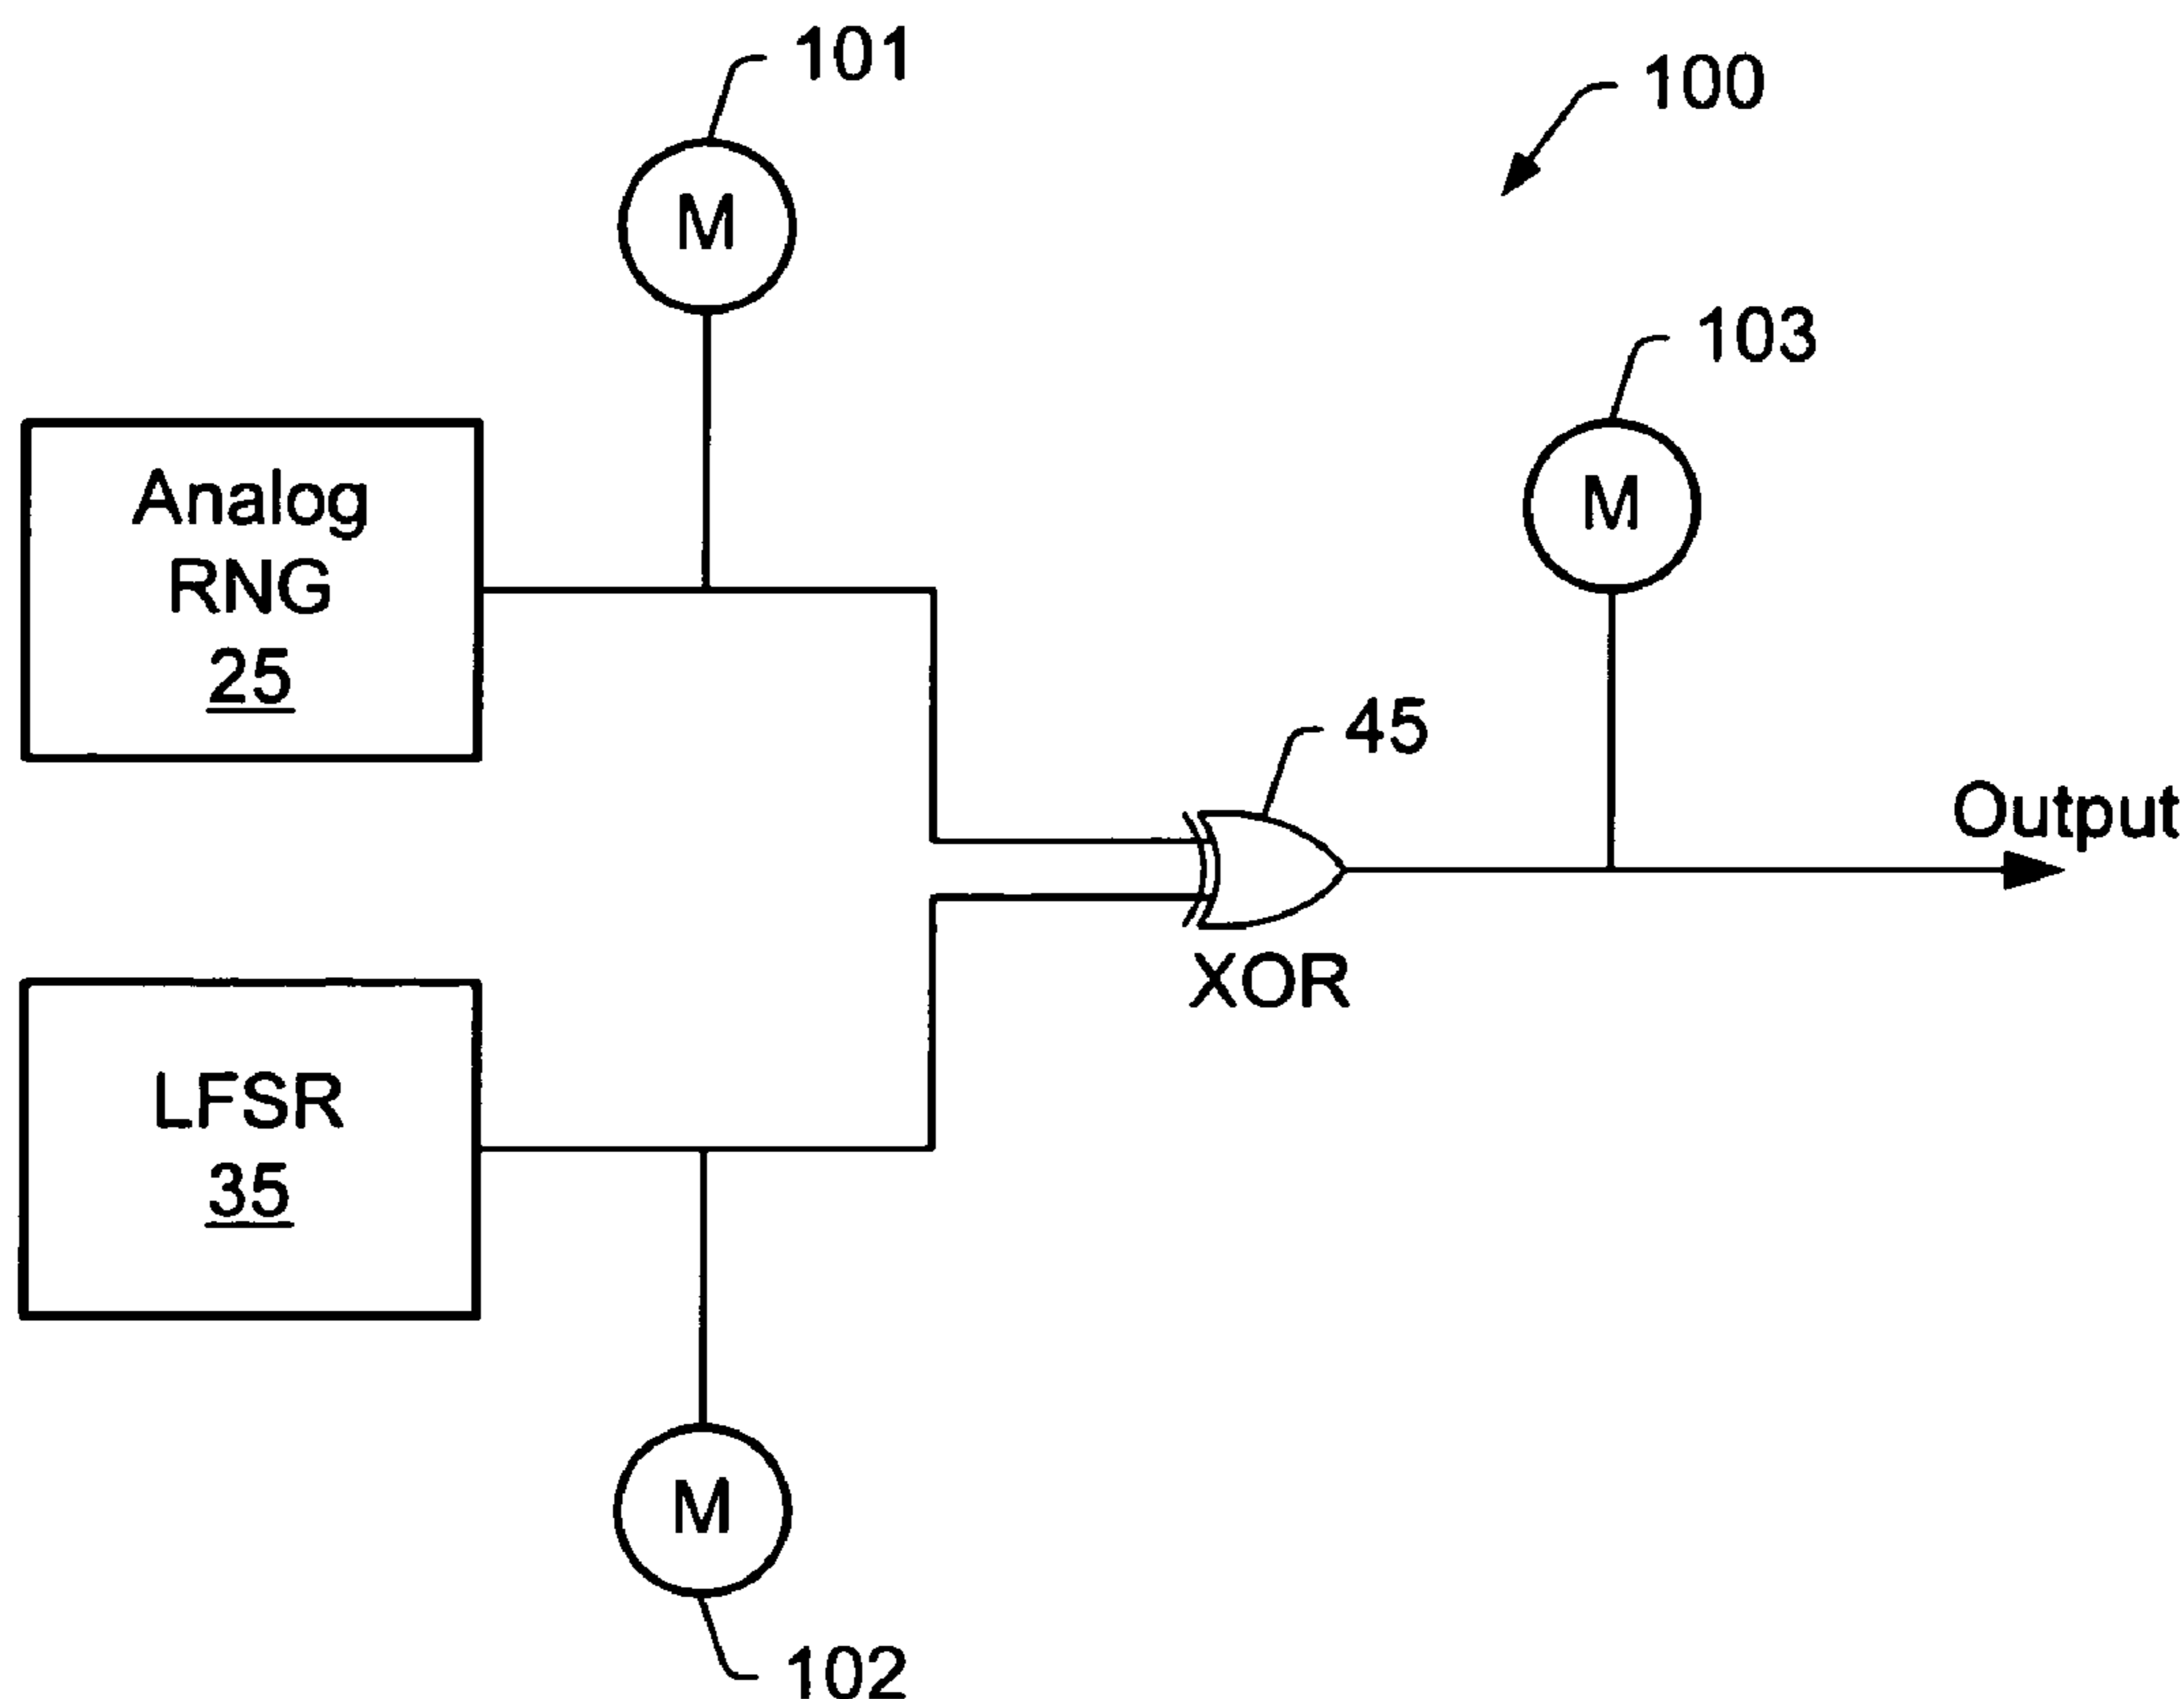 101
100
M
103
Analog
RNG
25
M
45
Output
XOR
LFSR
35
M
102